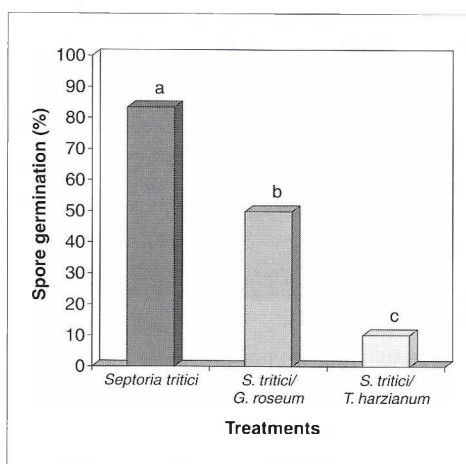 Spore germination (%)
100
90
80
70
60
50
40
30
20
10
0
a
b
c
Septoria tritici
S. tritici/
G. roseum
S. tritici/
T. harzianum
Treatments